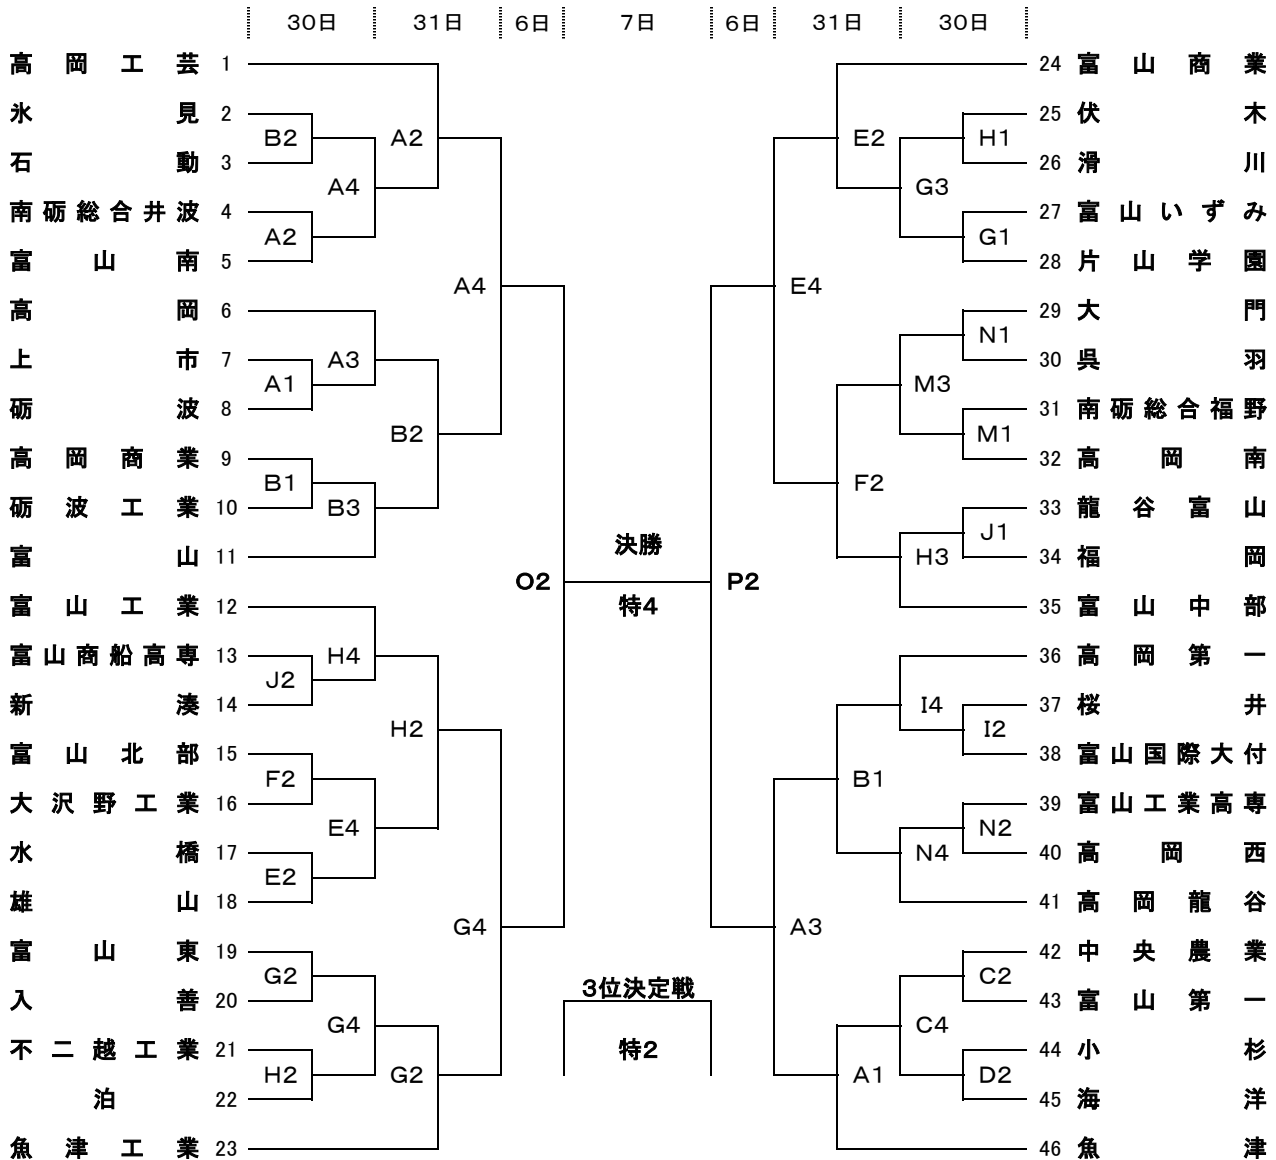 30日 31日 6日 7日 6日 31日 30日
高岡工芸 1 24 富山商業
氷見 2 25 伏木
B2 A2 E2 H1
石動 3 26 滑川
A4 G3
南砺総合井波 4 27 富山いずみ
A2 G1
富山南 5 28 片山学園
A4 E4
高岡 6 29 大門
N1
上市 7 A3 30 呉羽
A1 M3
砺波 8 31 南砺総合福野
B2 M1
高岡商業 9 32 高岡南
B1 F2
砺波工業 10 B3 33 龍谷富山
J1
富山 11 決勝 H3 34 福岡
O2 P2
富山工業 12 特4 35 富山中部
富山商船高専 13 H4 36 高岡第一
J2
新湊 14 I4 37 桜井
H2 I2
富山北部 15 38 富山国際大付
F2 B1
大沢野工業 16 39 富山工業高専
E4 N2
水橋 17 N4 40 高岡西
E2
雄山 18 41 高岡龍谷
G4 A3
富山東 19 42 中央農業
G2 3位決定戦 C2
入善 20 43 富山第一
G4 C4
不二越工業 21 特2 44 小杉
H2 G2 A1 D2
泊 22 45 海洋
魚津工業 23 46 魚津